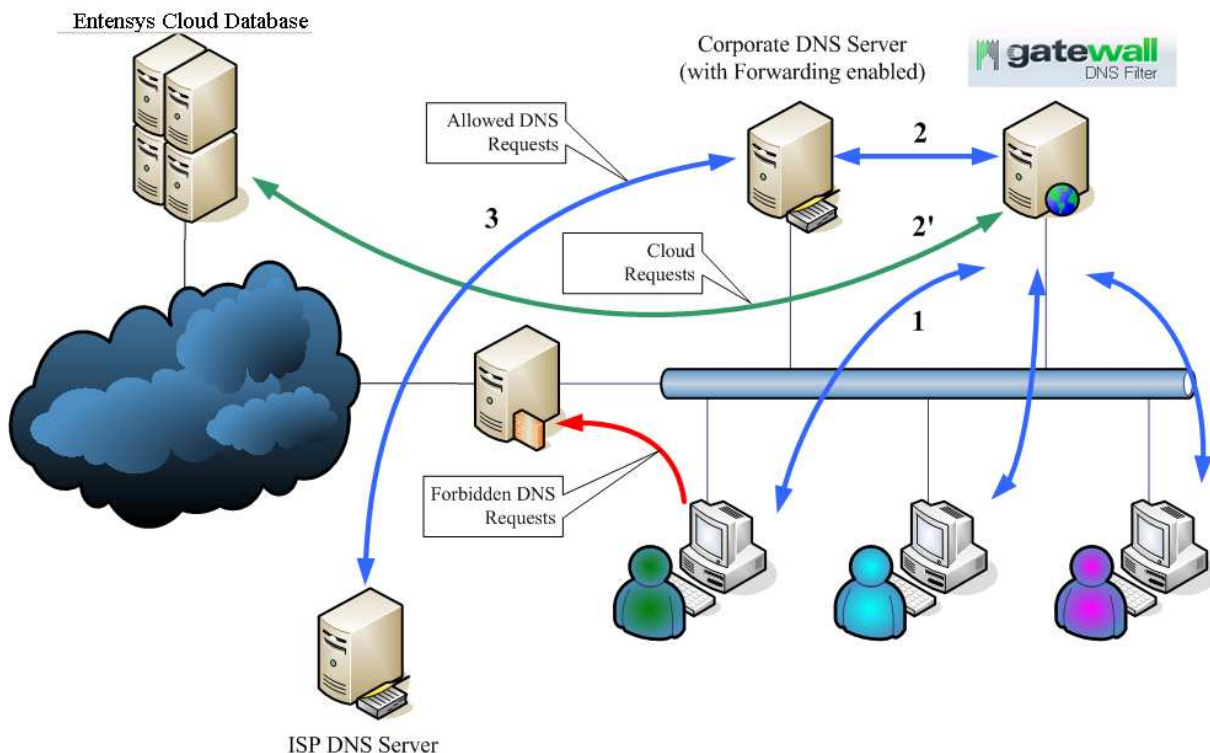 Entensys Cloud Database
Corporate DNS Server
(with Forwarding enabled)
gatewall
DNS Filter
Allowed DNS
Requests
2
3
2'
Cloud
Requests
1
Forbidden DNS
Requests
ISP DNS Server